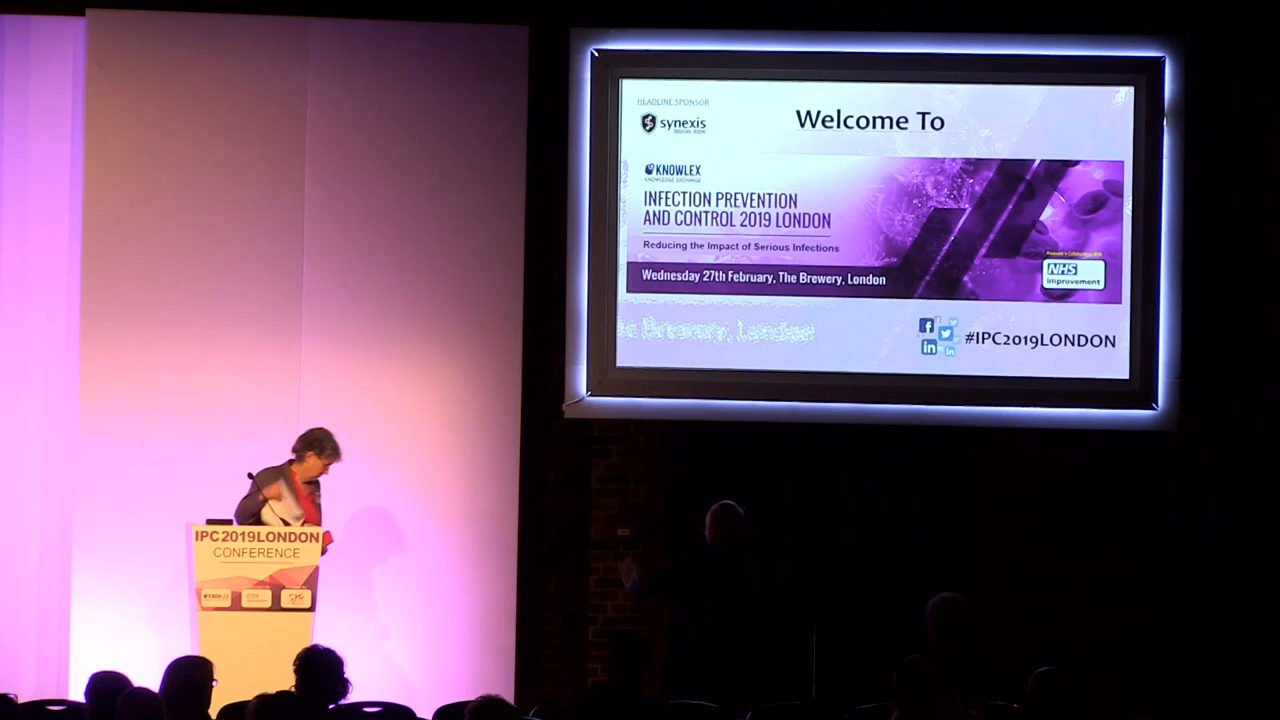 HEADLINE SPONSOR
synexis
Welcome To
KNOWLEX
KNOWLEDGE EXCHANGE
INFECTION PREVENTION
AND CONTROL 2019 LONDON
Reducing the Impact of Serious Infections
Wednesday 27th February, The Brewery, London
NHS
Improvement
#IPC2019LONDON
IPC2019LONDON
CONFERENCE
KNOWLEX